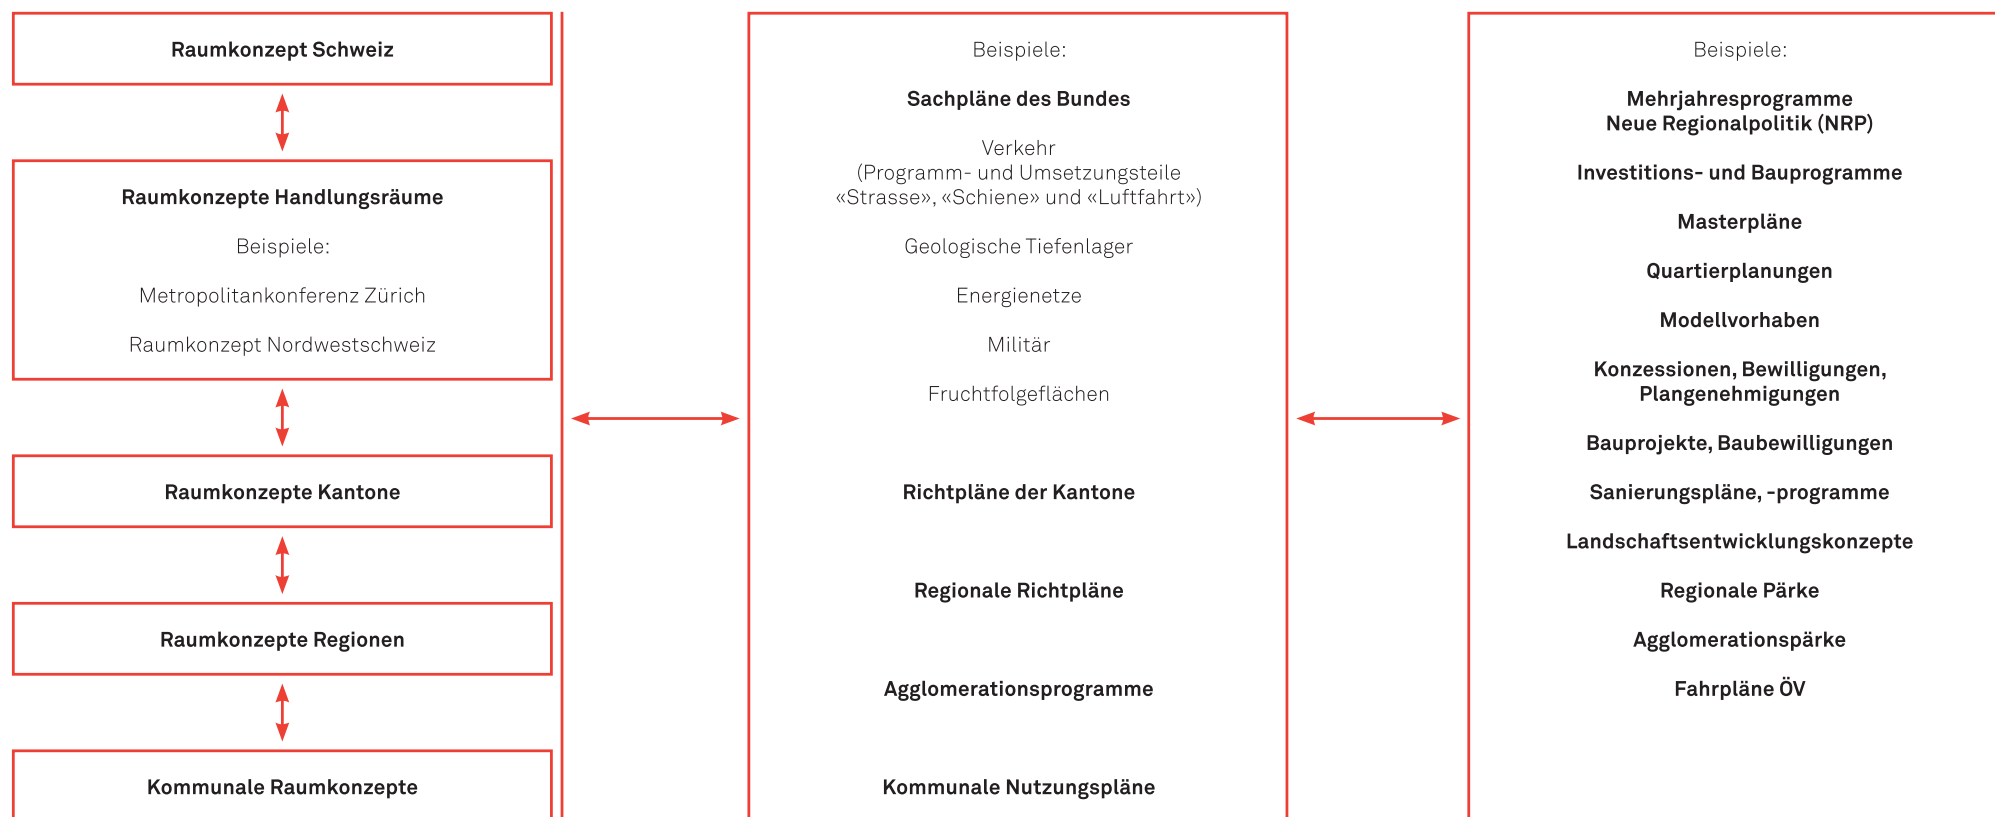 Raumkonzept Schweiz
Raumkonzepte Handlungsräume
Beispiele:
Metropolitankonferenz Zürich
Raumkonzept Nordwestschweiz
Raumkonzepte Kantone
Raumkonzepte Regionen
Kommunale Raumkonzepte
Beispiele:
Sachpläne des Bundes
Verkehr
(Programm- und Umsetzungsteile
«Strasse», «Schiene» und «Luftfahrt»)
Geologische Tiefenlager
Energienetze
Militär
Fruchtfolgeflächen
Richtpläne der Kantone
Regionale Richtpläne
Agglomerationsprogramme
Kommunale Nutzungspläne
Beispiele:
Mehrjahresprogramme
Neue Regionalpolitik (NRP)
Investitions- und Bauprogramme
Masterpläne
Quartierplanungen
Modellvorhaben
Konzessionen, Bewilligungen,
Plangenehmigungen
Bauprojekte, Baubewilligungen
Sanierungspläne, -programme
Landschaftsentwicklungskonzepte
Regionale Pärke
Agglomerationspärke
Fahrpläne ÖV